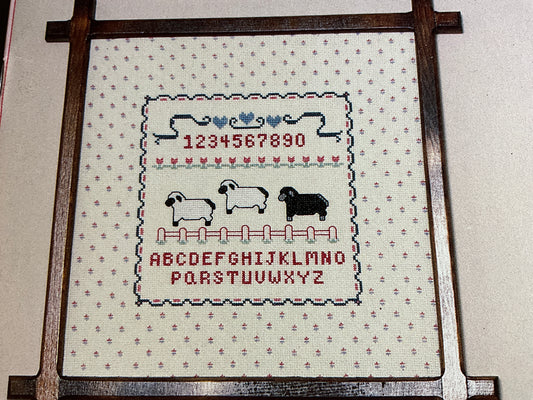 1234567890
ABCDEFGHIJKLMNO
PQRSTUVWXYZ